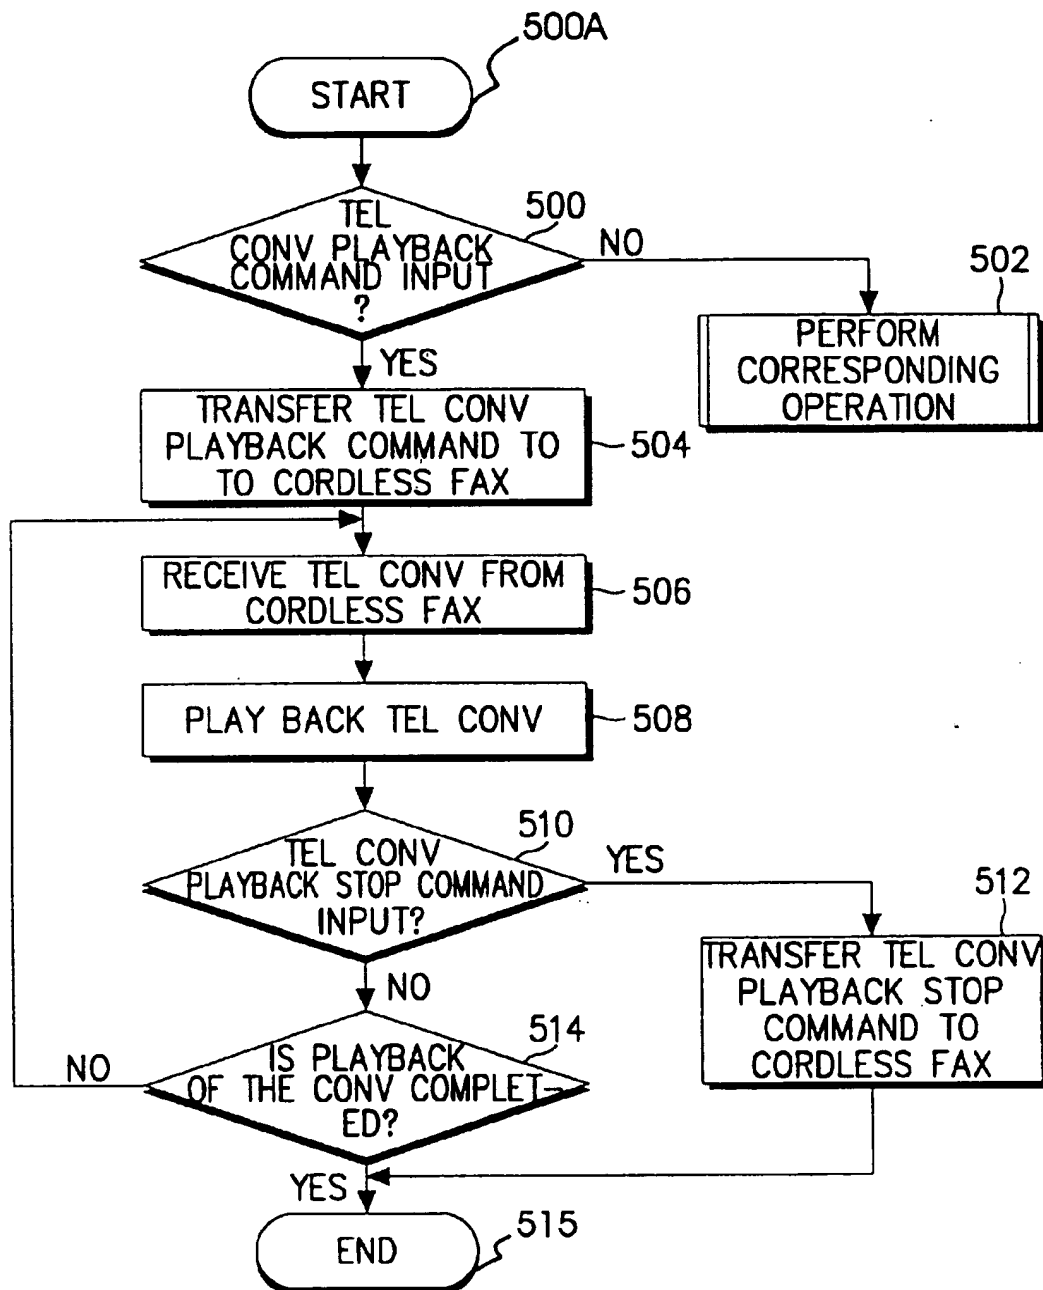 500A
START
500
TEL
CONV PLAYBACK
COMMAND INPUT
?
NO
502
PERFORM
CORRESPONDING
OPERATION
YES
TRANSFER TEL CONV
PLAYBACK COMMAND TO
TO CORDLESS FAX
504
RECEIVE TEL CONV FROM
CORDLESS FAX
506
PLAY BACK TEL CONV
508
510
TEL CONV
PLAYBACK STOP COMMAND
INPUT?
YES
512
TRANSFER TEL CONV
PLAYBACK STOP
COMMAND TO
CORDLESS FAX
NO
514
IS PLAYBACK
OF THE CONV COMPLET-
ED?
NO
YES
END
515